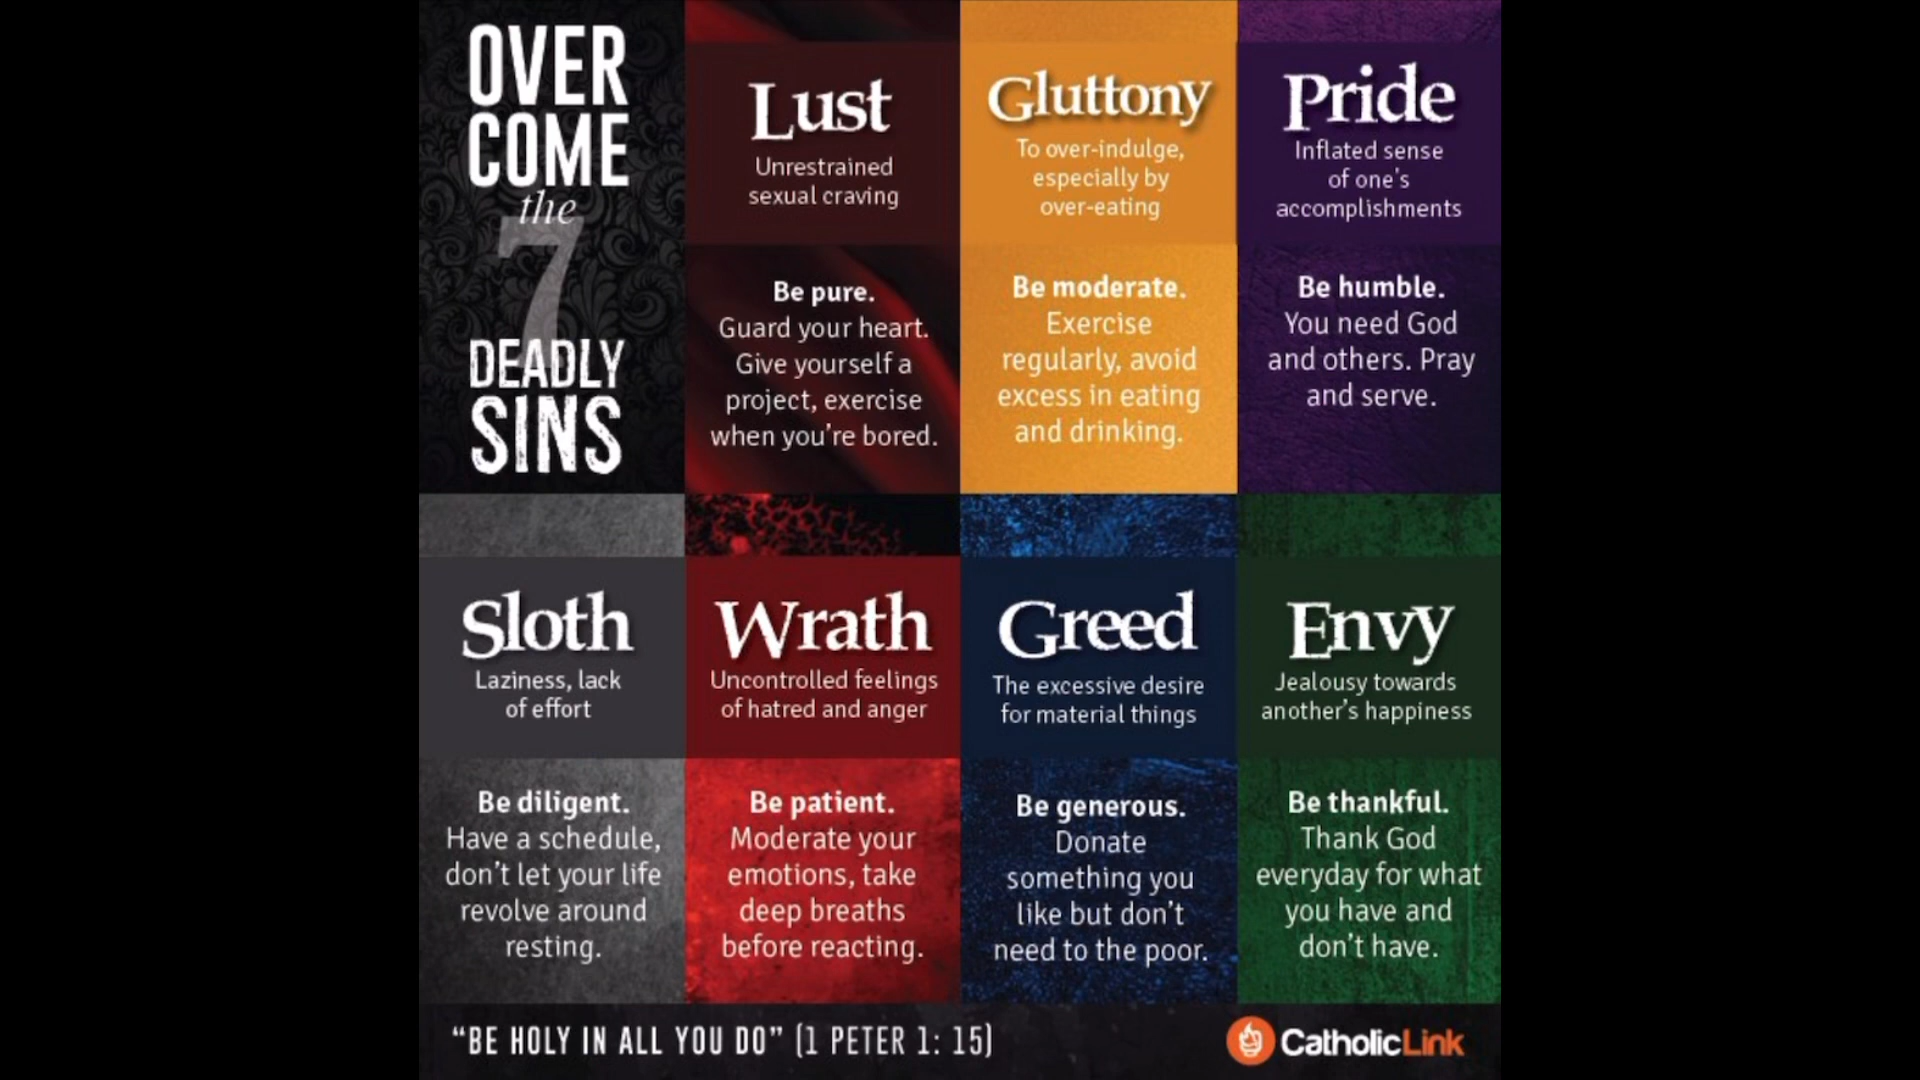 OVER
COME
the
7
DEADLY
SINS
Lust
Unrestrained
sexual craving
Be pure.
Guard your heart.
Give yourself a
project, exercise
when you're bored.
Gluttony
To over-indulge,
especially by
over-eating
Be moderate.
Exercise
regularly, avoid
excess in eating
and drinking.
Pride
Inflated sense
of one's
accomplishments
Be humble.
You need God
and others. Pray
and serve.
Sloth
Laziness, lack
of effort
Be diligent.
Have a schedule,
don't let your life
revolve around
resting.
Wrath
Uncontrolled feelings
of hatred and anger
Be patient.
Moderate your
emotions, take
deep breaths
before reacting.
Greed
The excessive desire
for material things
Be generous.
Donate
something you
like but don't
need to the poor.
Envy
Jealousy towards
another's happiness
Be thankful.
Thank God
everyday for what
you have and
don't have.
"BE HOLY IN ALL YOU DO" (1 PETER 1: 15)
CatholicLink